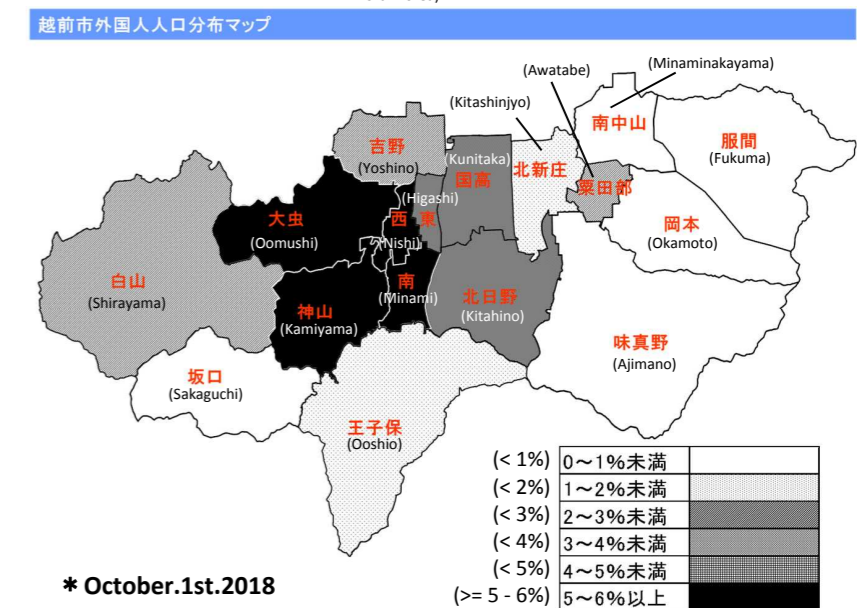 越前市外国人人口分布マップ
(Awatabe)
(Minaminakayama)
(Kitashinjyo)
南中山
吉野
(Yoshino)
(Kunitaka)
国高
北新庄
服間
(Fukuma)
粟田部
(Higashi)
大虫
(Oomushi)
西
東
(Nishi)
岡本
(Okamoto)
白山
(Shirayama)
南
(Minami)
北日野
(Kitahino)
神山
(Kamiyama)
味真野
(Ajimano)
坂口
(Sakaguchi)
王子保
(Ooshio)
(< 1%) 0～1%未満
(< 2%) 1～2%未満
(< 3%) 2～3%未満
(< 4%) 3～4%未満
(< 5%) 4～5%未満
(>= 5 - 6%) 5～6%以上
* October.1st.2018